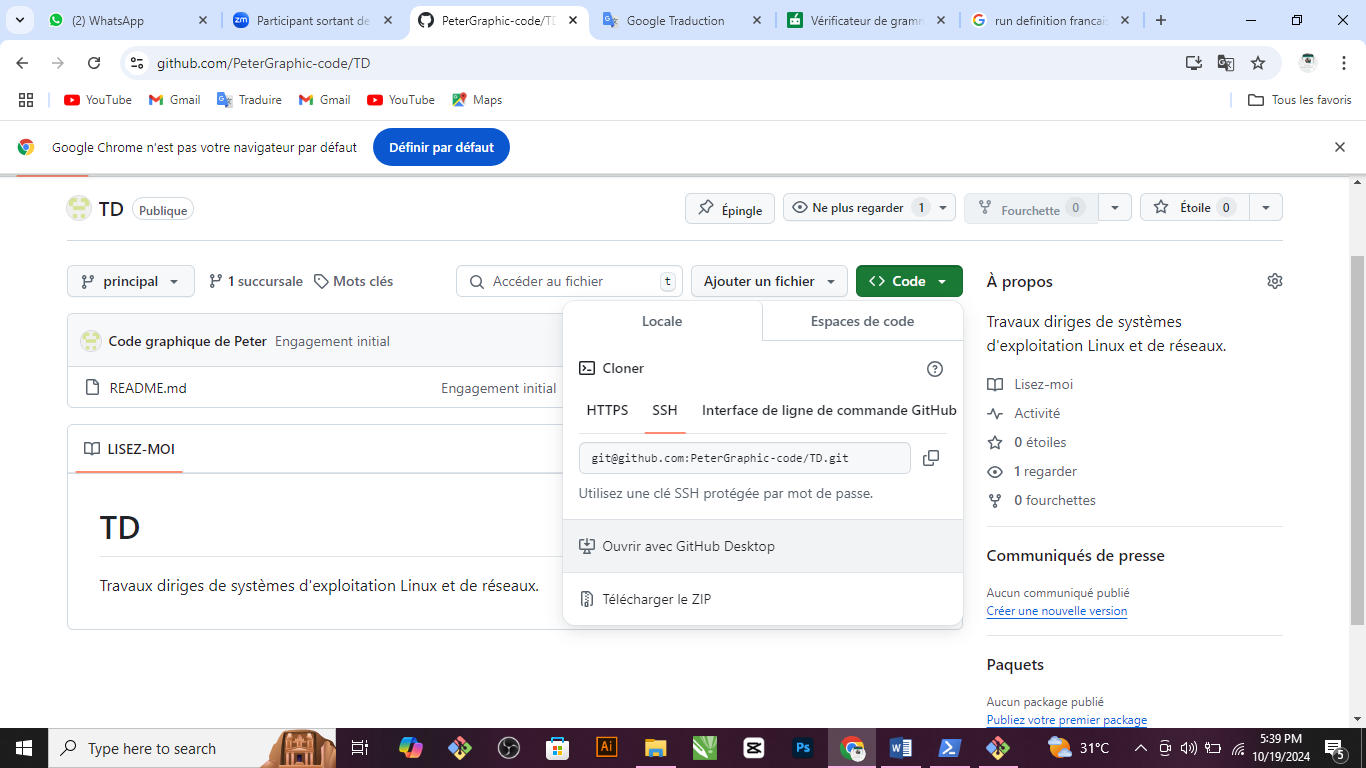 (2) WhatsApp
Participant sortant de
PeterGraphic-code/TD
Google Traduction
Vérificateur de gramm
run definition francais
github.com/PeterGraphic-code/TD
YouTube
Gmail
Traduire
Gmail
YouTube
Maps
Tous les favoris
Google Chrome n'est pas votre navigateur par défaut
Définir par défaut
TD
Publique
Épingle
Ne plus regarder 1
Fourchette 0
Étoile 0
principal
1 succursale
Mots clés
Accéder au fichier
t
Ajouter un fichier
<> Code
À propos
Travaux diriges de systèmes
d'exploitation Linux et de réseaux.
Lisez-moi
Activité
0 étoiles
1 regarder
0 fourchettes
Communiqués de presse
Aucun communiqué publié
Créer une nouvelle version
Paquets
Aucun package publié
Publiez votre premier package
Code graphique de Peter Engagement initial
README.md
Engagement initial
LISEZ-MOI
TD
Travaux diriges de systèmes d'exploitation Linux et de réseaux.
Locale
Espaces de code
Cloner
HTTPS
SSH
Interface de ligne de commande GitHub
git@github.com:PeterGraphic-code/TD.git
Utilisez une clé SSH protégée par mot de passe.
Ouvrir avec GitHub Desktop
Télécharger le ZIP
Type here to search
31°C
5:39 PM
10/19/2024
5